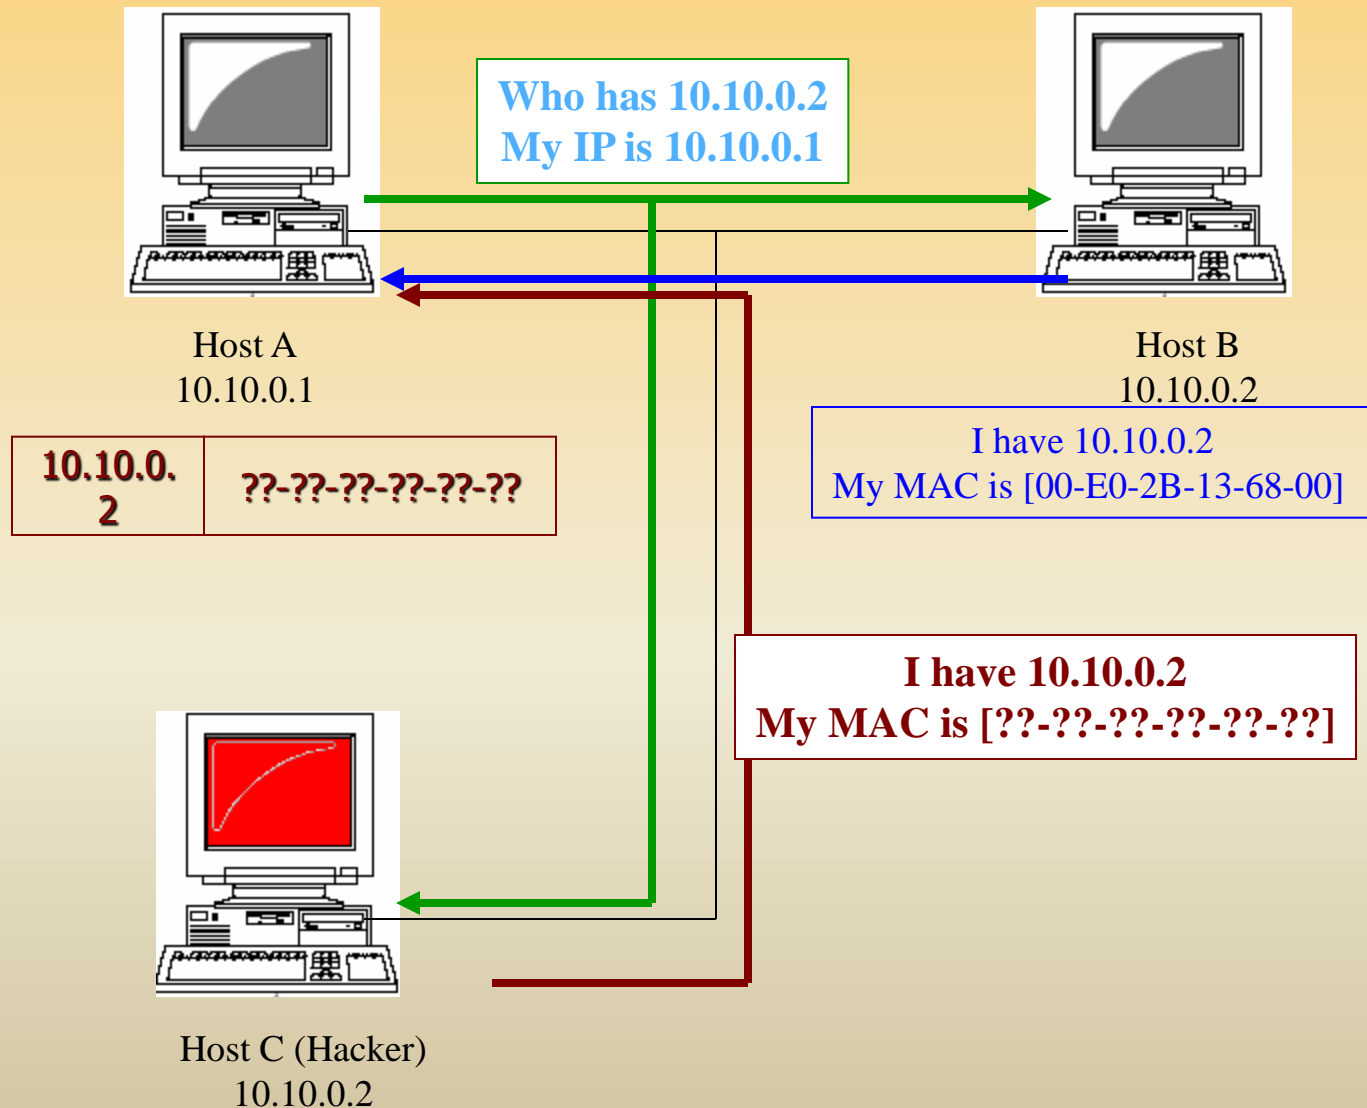 Who has 10.10.0.2
My IP is 10.10.0.1
Host A
10.10.0.1
Host B
10.10.0.2
10.10.0.
2
??-??-??-??-??-??
I have 10.10.0.2
My MAC is [00-E0-2B-13-68-00]
I have 10.10.0.2
My MAC is [??-??-??-??-??-??]
Host C (Hacker)
10.10.0.2